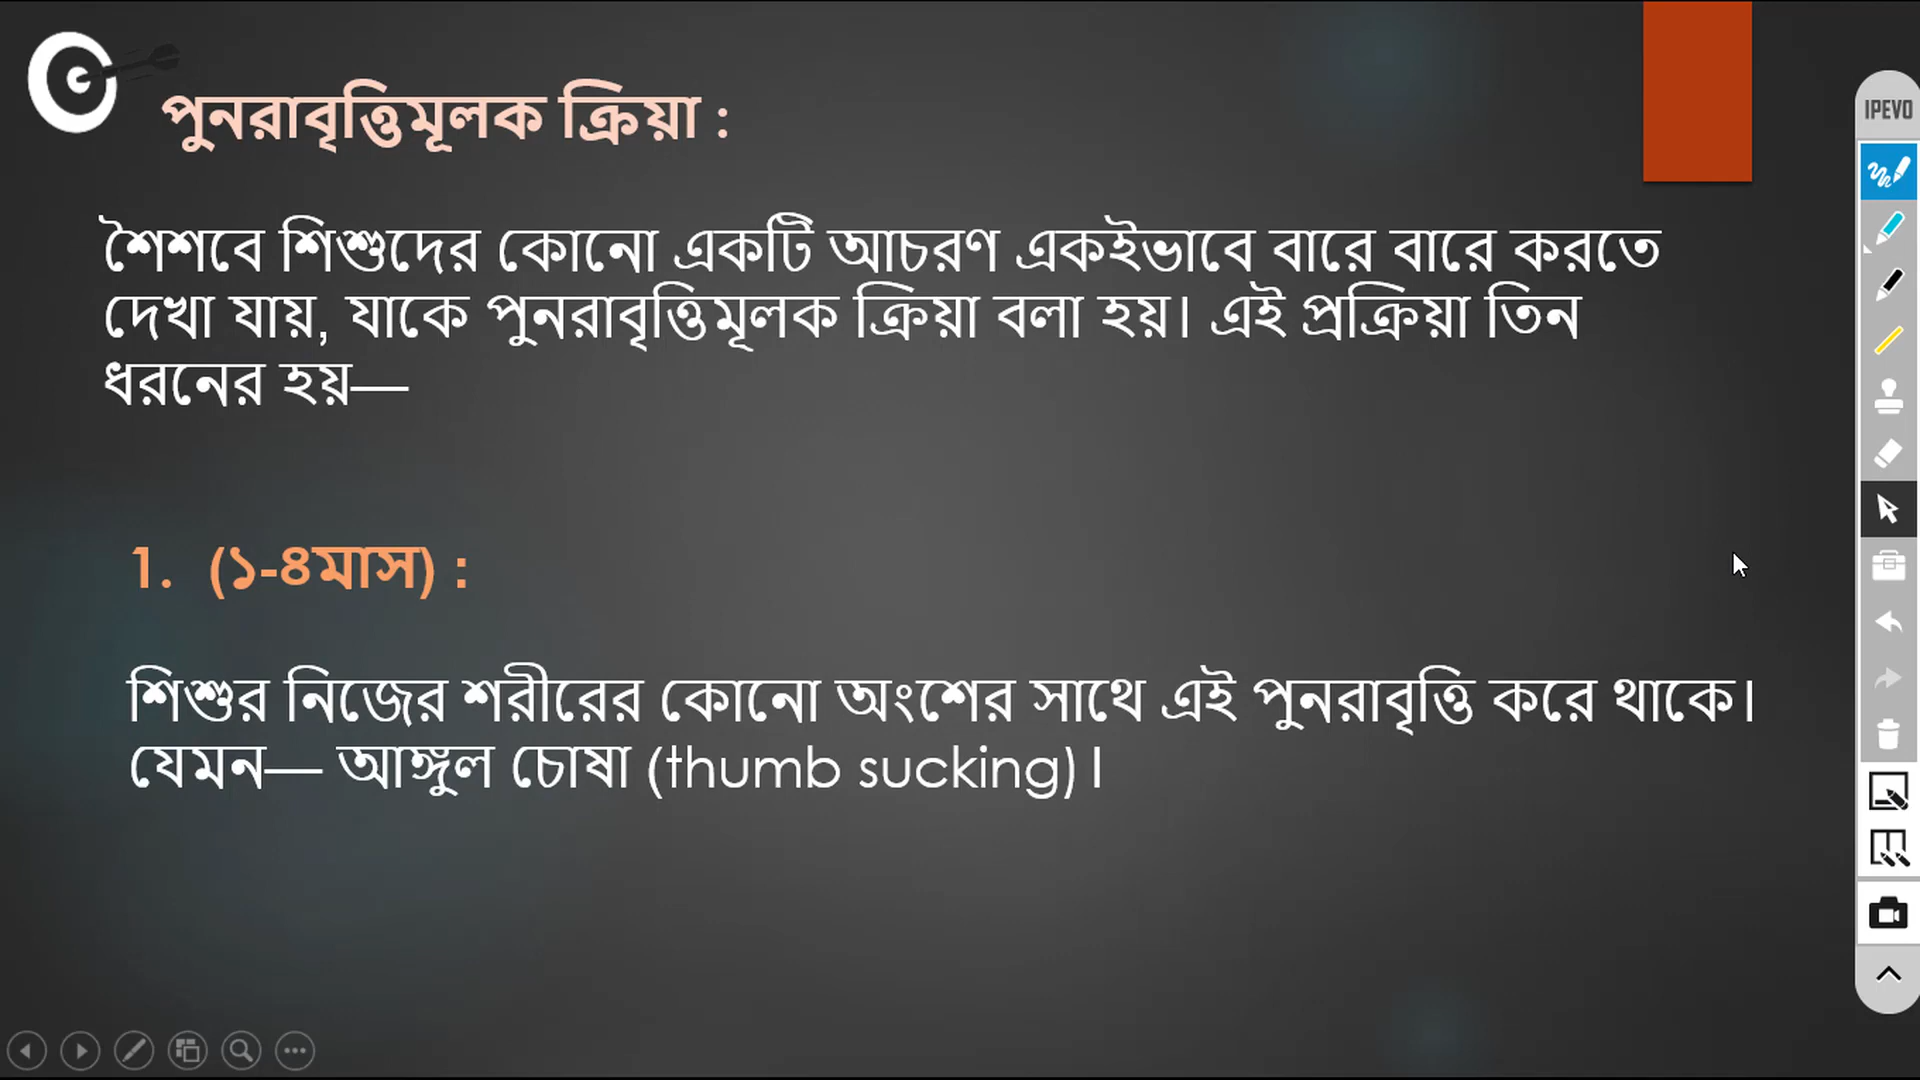 পুনরাবৃত্তিমূলক ক্রিয়া :
শৈশবে শিশুদের কোনো একটি আচরণ একইভাবে বারে বারে করতে
দেখা যায়, যাকে পুনরাবৃত্তিমূলক ক্রিয়া বলা হয়। এই প্রক্রিয়া তিন
ধরনের হয়—
1. (১-৪মাস) :
শিশুর নিজের শরীরের কোনো অংশের সাথে এই পুনরাবৃত্তি করে থাকে।
যেমন— আঙ্গুল চোষা (thumb sucking)।
IPEVO